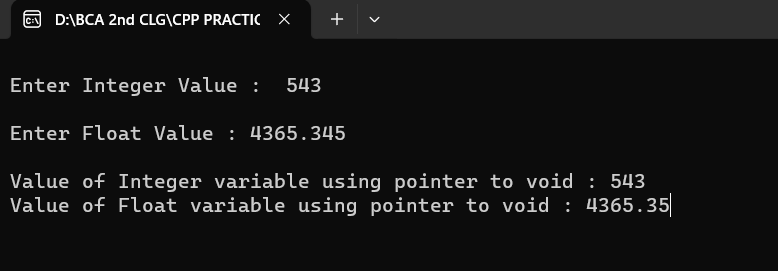 D:\BCA 2nd CLG\CPP PRACTIC
Enter Integer Value :  543
Enter Float Value : 4365.345
Value of Integer variable using pointer to void : 543
Value of Float variable using pointer to void : 4365.35